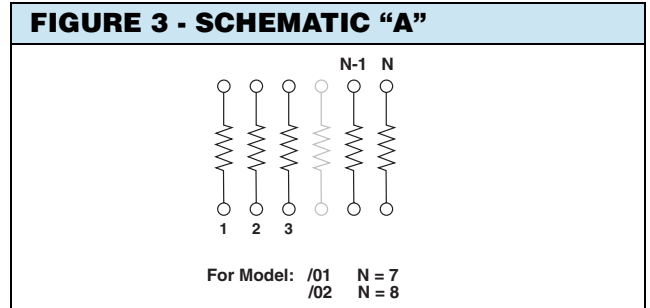 FIGURE 3 - SCHEMATIC “A”
N-1 N
1 2 3
For Model: /01 N = 7
/02 N = 8